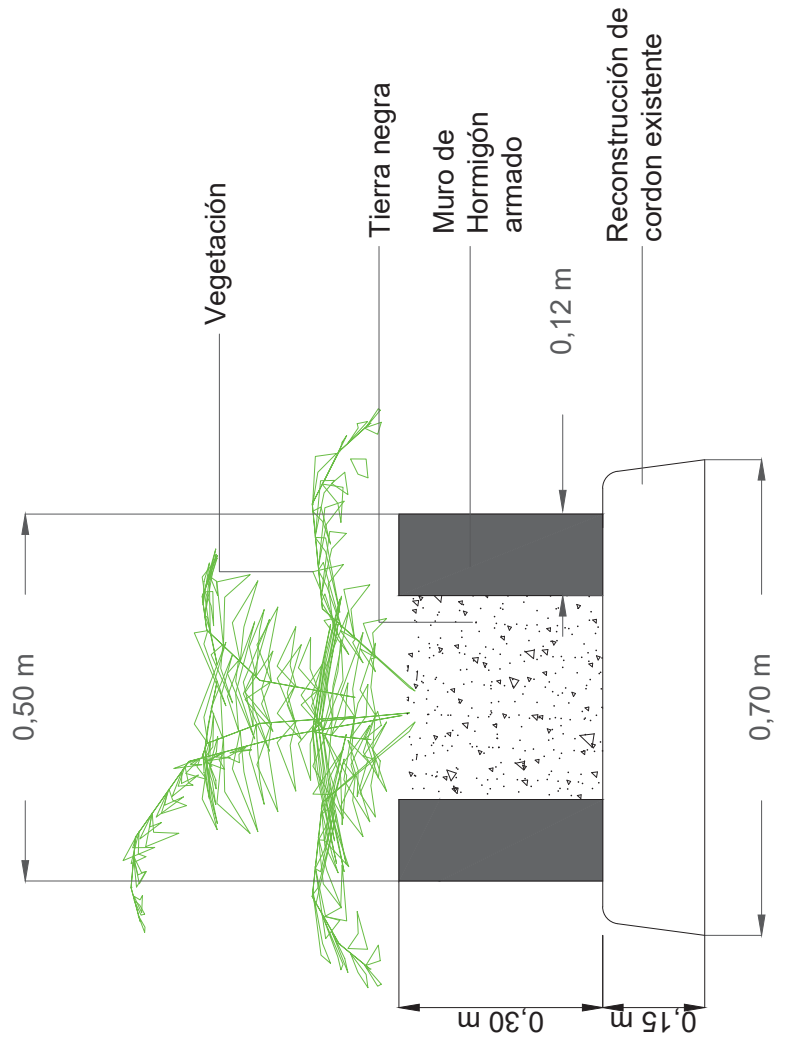 0,50 m
Vegetación
Tierra negra
Muro de
Hormigón
armado
0,12 m
Reconstrucción de
cordon existente
0,30 m
0,15 m
0,70 m